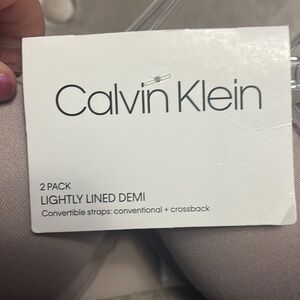 Calvin Klein
2 PACK
LIGHTLY LINED DEMI
Convertible straps: conventional + crossback